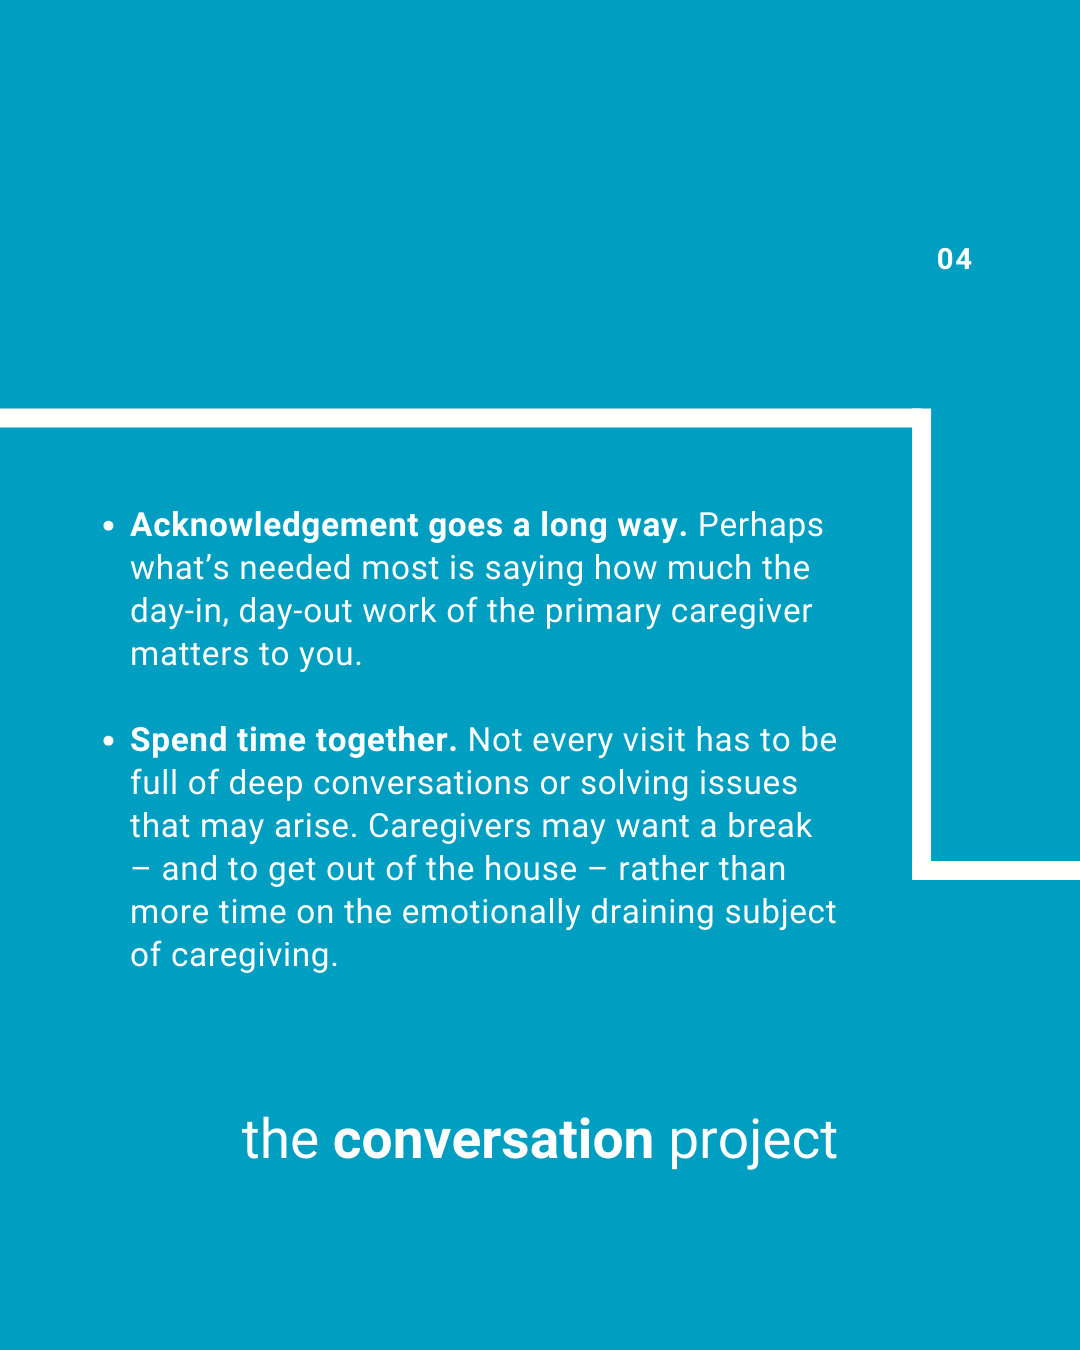 04
• Acknowledgement goes a long way. Perhaps
what’s needed most is saying how much the
day-in, day-out work of the primary caregiver
matters to you.
• Spend time together. Not every visit has to be
full of deep conversations or solving issues
that may arise. Caregivers may want a break
– and to get out of the house – rather than
more time on the emotionally draining subject
of caregiving.
the conversation project